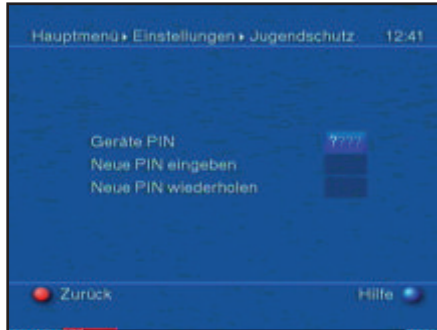 Hauptmenü ▸ Einstellungen ▸ Jugendschutz 12:41
Geräte PIN ????
Neue PIN eingeben
Neue PIN wiederholen
Zurück Hilfe